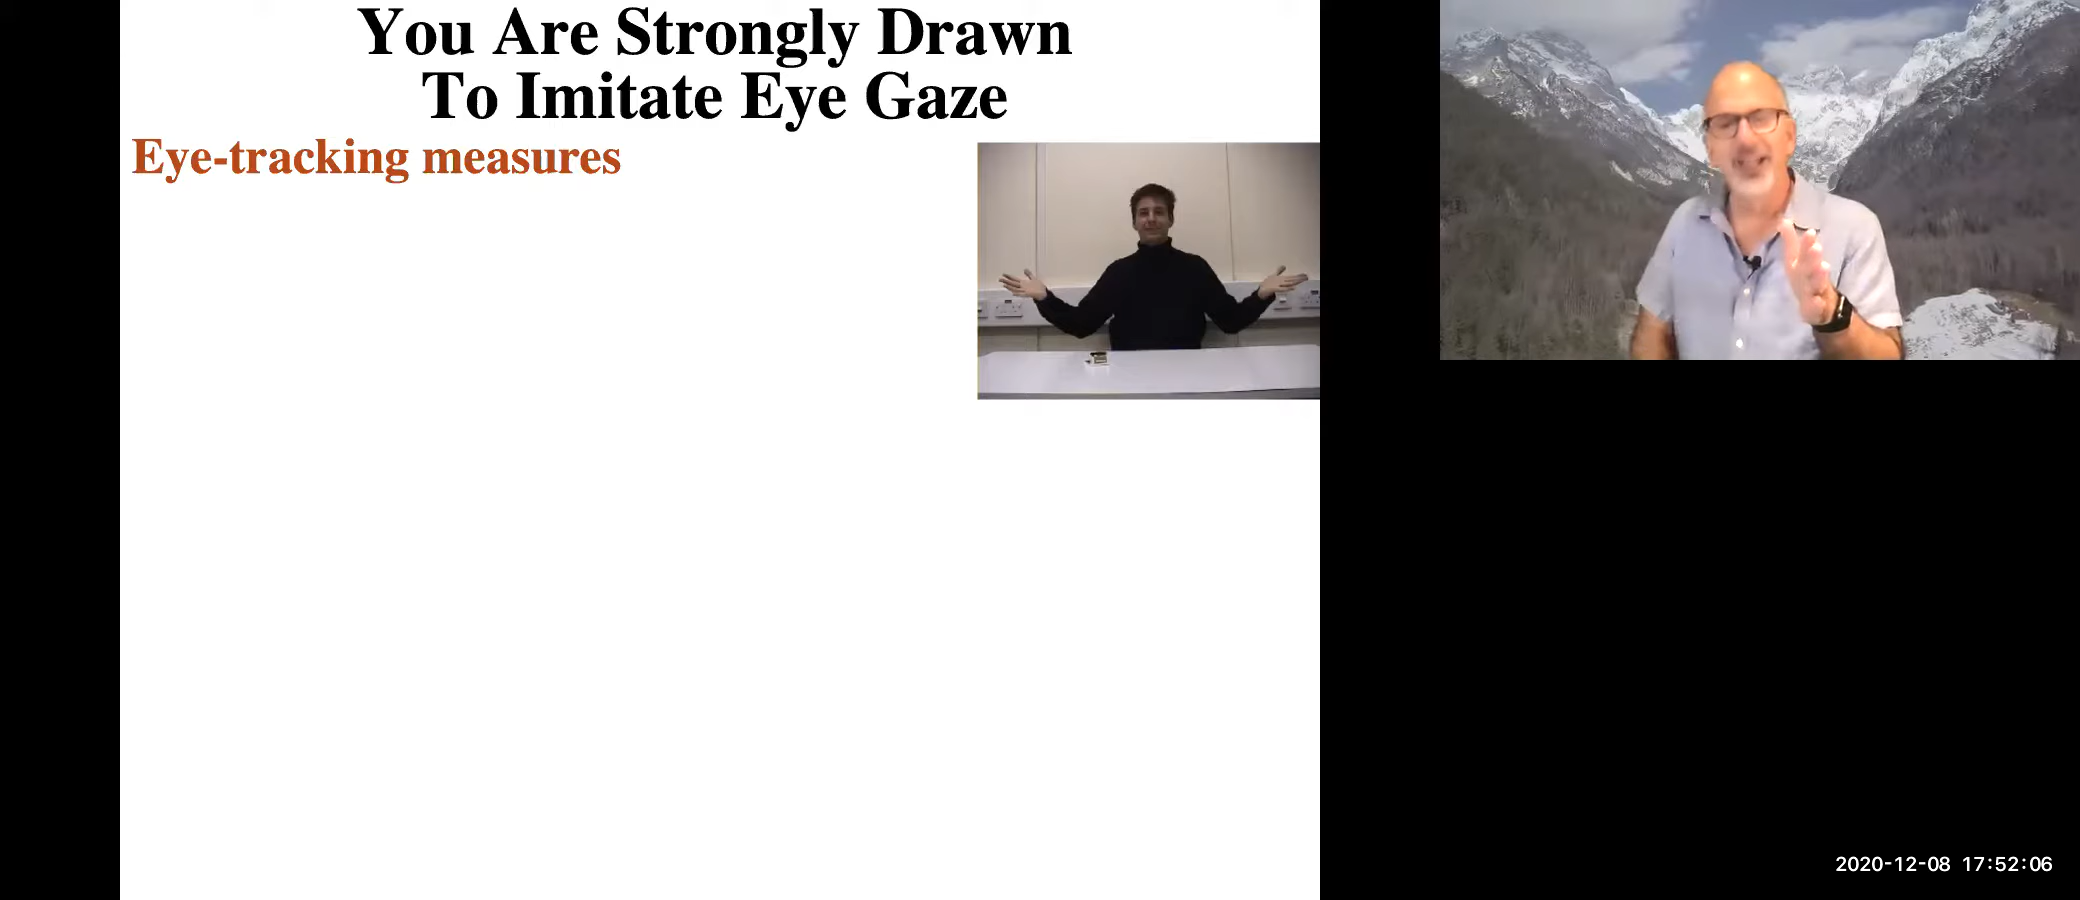 You Are Strongly Drawn
To Imitate Eye Gaze
Eye-tracking measures
2020-12-08 17:52:06